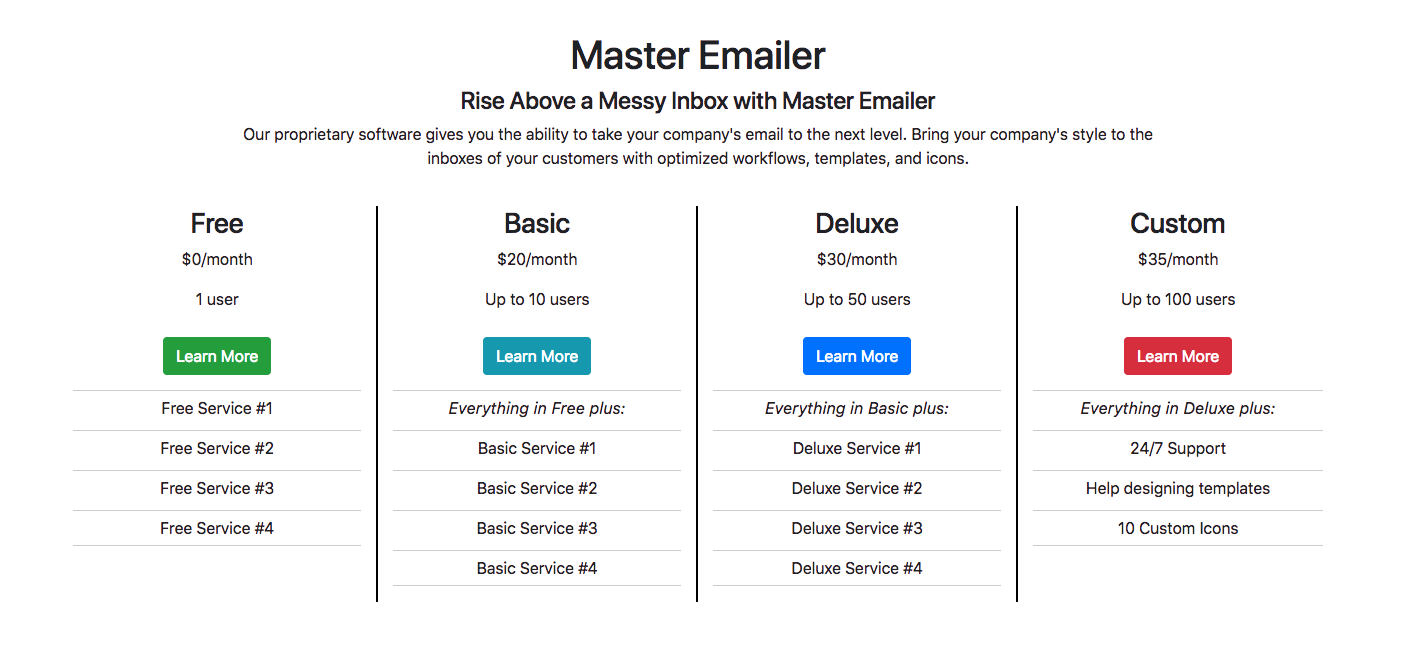 Master Emailer
Rise Above a Messy Inbox with Master Emailer
Our proprietary software gives you the ability to take your company's email to the next level. Bring your company's style to the
inboxes of your customers with optimized workflows, templates, and icons.
Free
$0/month
1 user
Learn More
Free Service #1
Free Service #2
Free Service #3
Free Service #4
Basic
$20/month
Up to 10 users
Learn More
Everything in Free plus:
Basic Service #1
Basic Service #2
Basic Service #3
Basic Service #4
Deluxe
$30/month
Up to 50 users
Learn More
Everything in Basic plus:
Deluxe Service #1
Deluxe Service #2
Deluxe Service #3
Deluxe Service #4
Custom
$35/month
Up to 100 users
Learn More
Everything in Deluxe plus:
24/7 Support
Help designing templates
10 Custom Icons